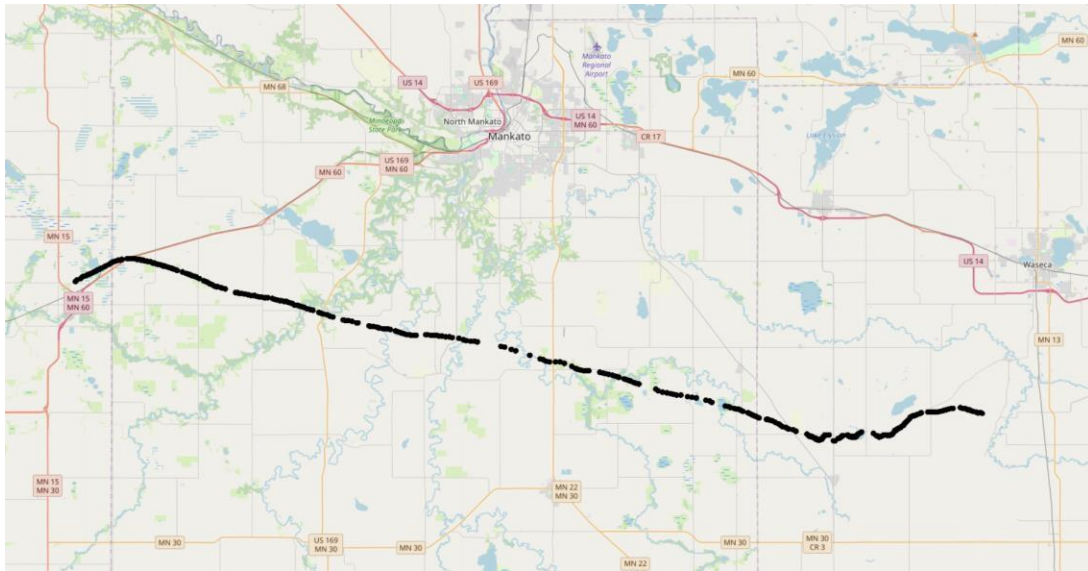 MN 60
Mankato
Regional
Airport
MN 60
US 14
US 169
MN 68
North Mankato
US 14
MN 60
Minneopa
State Park
Mankato
CR 17
US 169
MN 60
MN 60
MN 15
US 14
Waseca
MN 15
MN 60
MN 13
MN 15
MN 30
MN 22
MN 30
MN 30
US 169
MN 30
MN 30
MN 30
MN 30
CR 3
MN 22